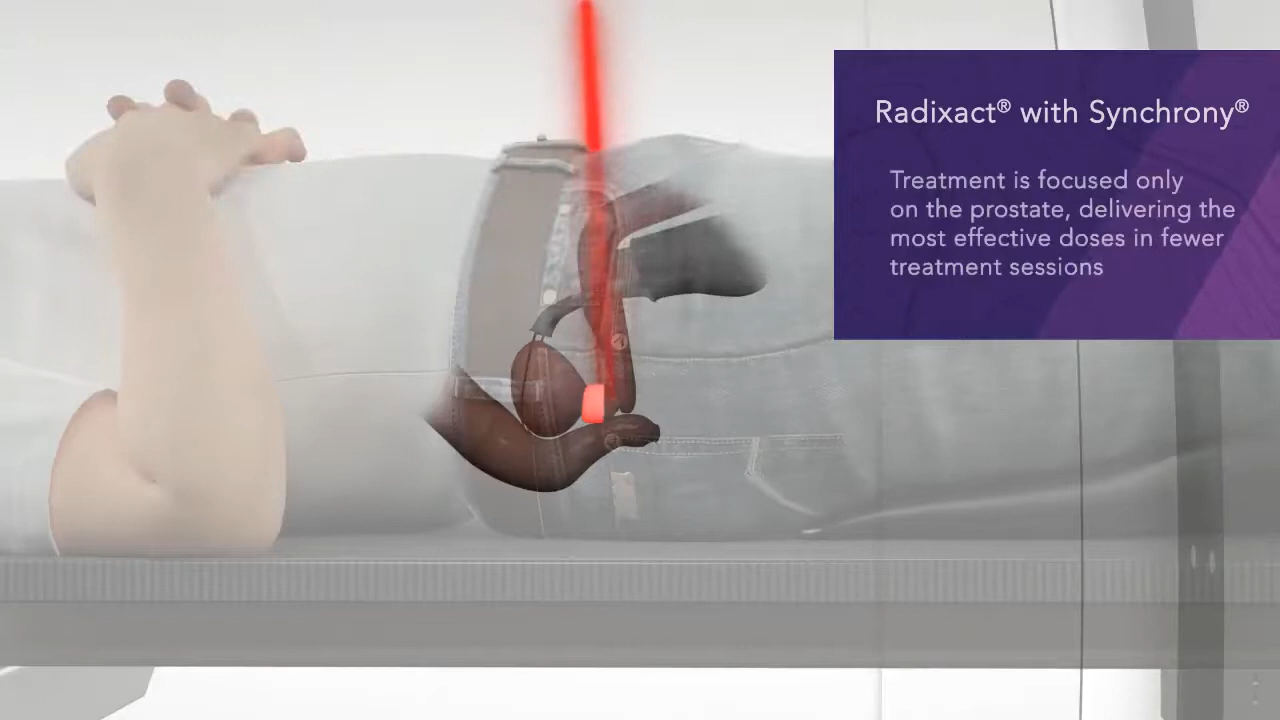 Radixact® with Synchrony®
Treatment is focused only
on the prostate, delivering the
most effective doses in fewer
treatment sessions